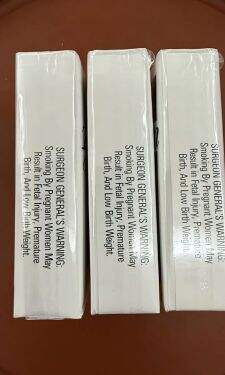 SURGEON GENERAL'S WARNING:
Smoking By Pregnant Women May
Result in Fetal Injury, Premature
Birth, And Low Birth Weight.
SURGEON GENERAL'S WARNING:
Smoking By Pregnant Women May
Result in Fetal Injury, Premature
Birth, And Low Birth Weight.
SURGEON GENERAL'S WARNING:
Smoking By Pregnant Women May
Result in Fetal Injury, Premature
Birth, And Low Birth Weight.